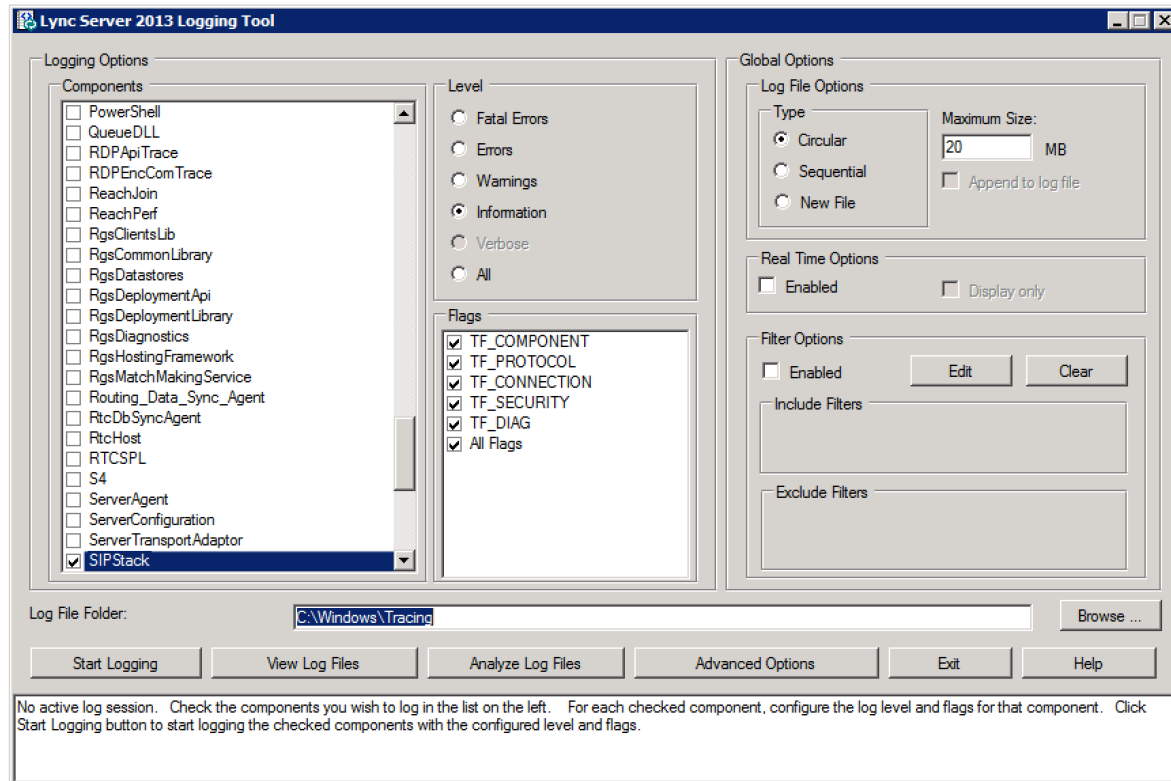 Lync Server 2013 Logging Tool
Logging Options
Components
PowerShell
QueueDLL
RDPApiTrace
RDPEncComTrace
ReachJoin
ReachPerf
RgsClientsLib
RgsCommonLibrary
RgsDatastores
RgsDeploymentApi
RgsDeploymentLibrary
RgsDiagnostics
RgsHostingFramework
RgsMatchMakingService
Routing_Data_Sync_Agent
RtcDbSyncAgent
RtcHost
RTCSPL
S4
ServerAgent
ServerConfiguration
ServerTransportAdaptor
SIPStack
Level
Fatal Errors
Errors
Warnings
Information
Verbose
All
Flags
TF_COMPONENT
TF_PROTOCOL
TF_CONNECTION
TF_SECURITY
TF_DIAG
All Flags
Global Options
Log File Options
Type
Circular
Sequential
New File
Maximum Size:
20 MB
Append to log file
Real Time Options
Enabled
Display only
Filter Options
Enabled
Edit
Clear
Include Filters
Exclude Filters
Log File Folder:
C:\Windows\Tracing
Browse ...
Start Logging
View Log Files
Analyze Log Files
Advanced Options
Exit
Help
No active log session. Check the components you wish to log in the list on the left. For each checked component, configure the log level and flags for that component. Click
Start Logging button to start logging the checked components with the configured level and flags.